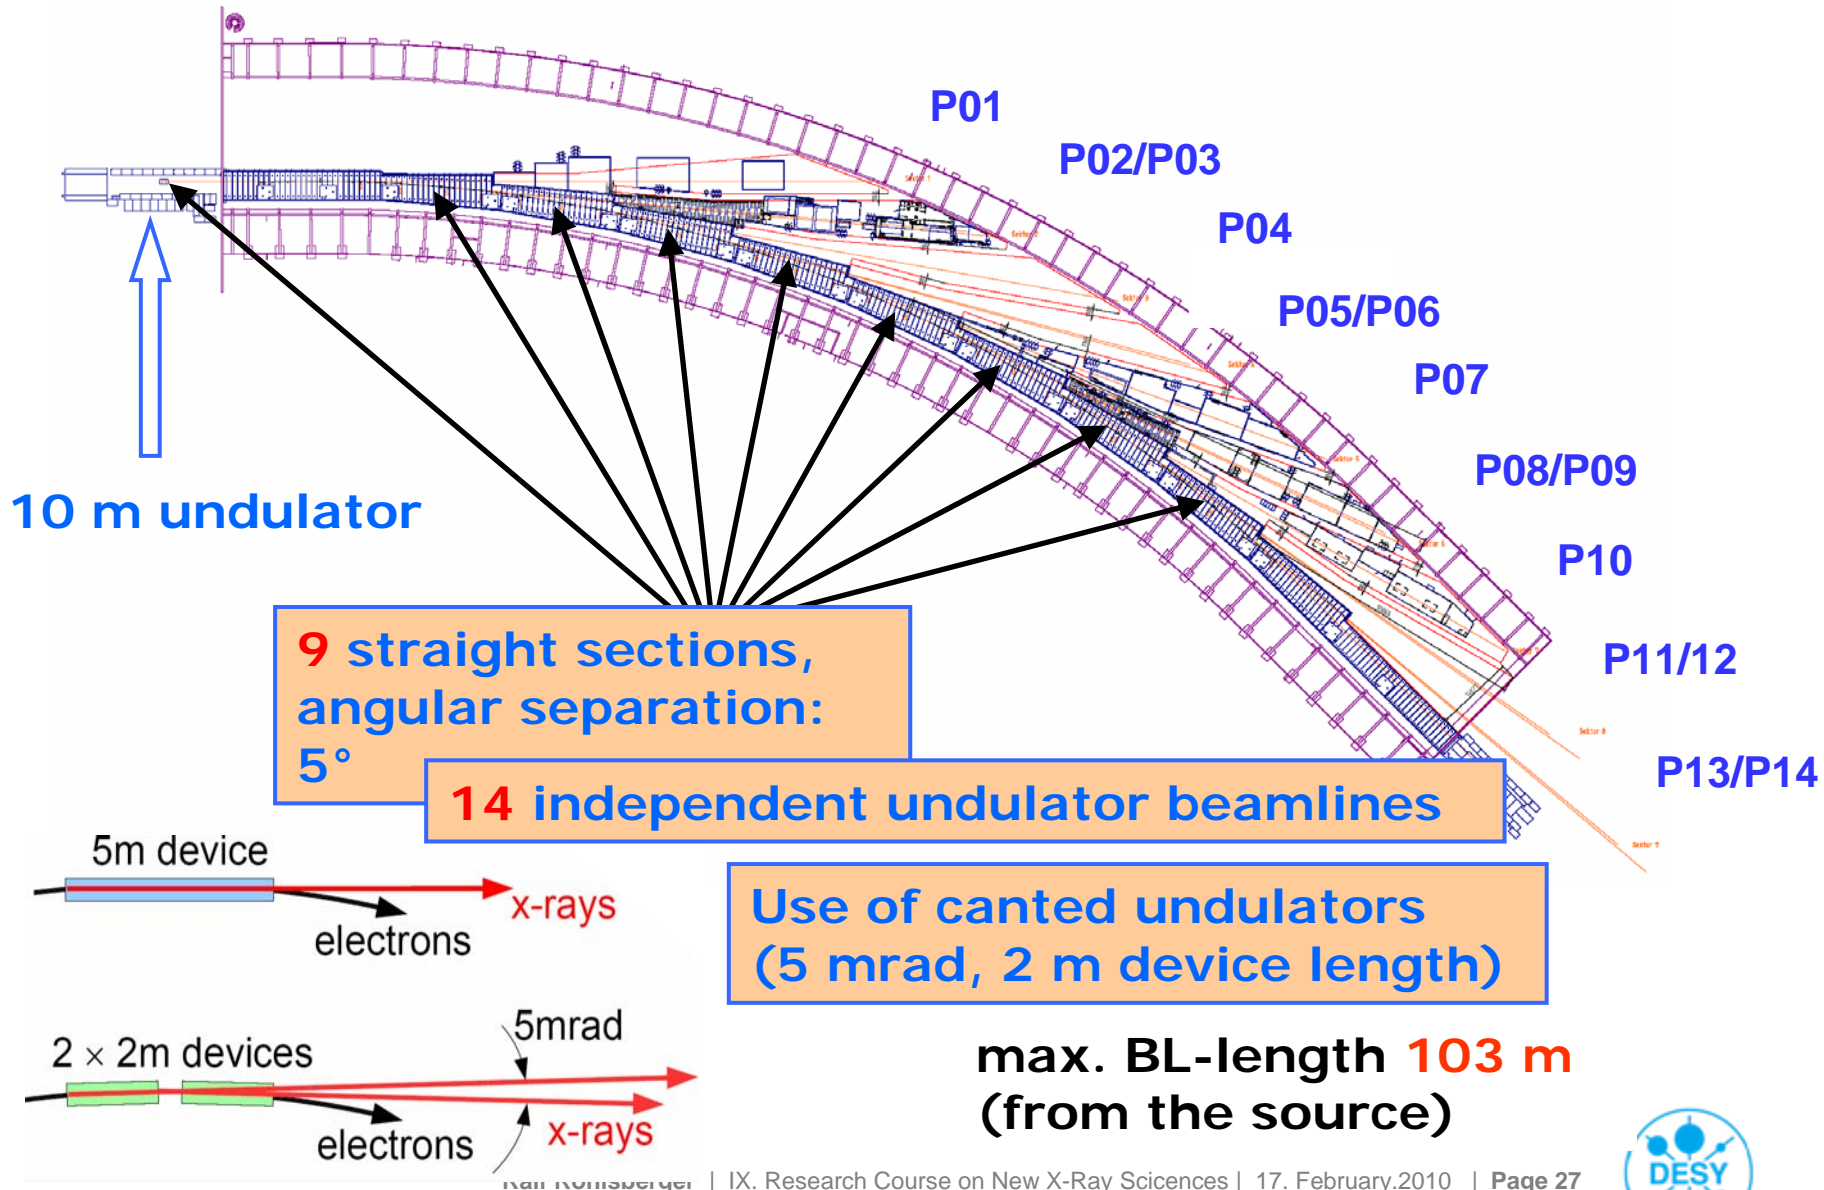 P01
P02/P03
P04
P05/P06
P07
P08/P09
P10
P11/12
P13/P14
10 m undulator
9 straight sections,
angular separation:
5°
14 independent undulator beamlines
5m device
x-rays
electrons
Use of canted undulators
(5 mrad, 2 m device length)
5mrad
2 × 2m devices
x-rays
electrons
max. BL-length 103 m
(from the source)
| IX. Research Course on New X-Ray Scicences | 17. February.2010 | Page 27
DESY
Sektor 8